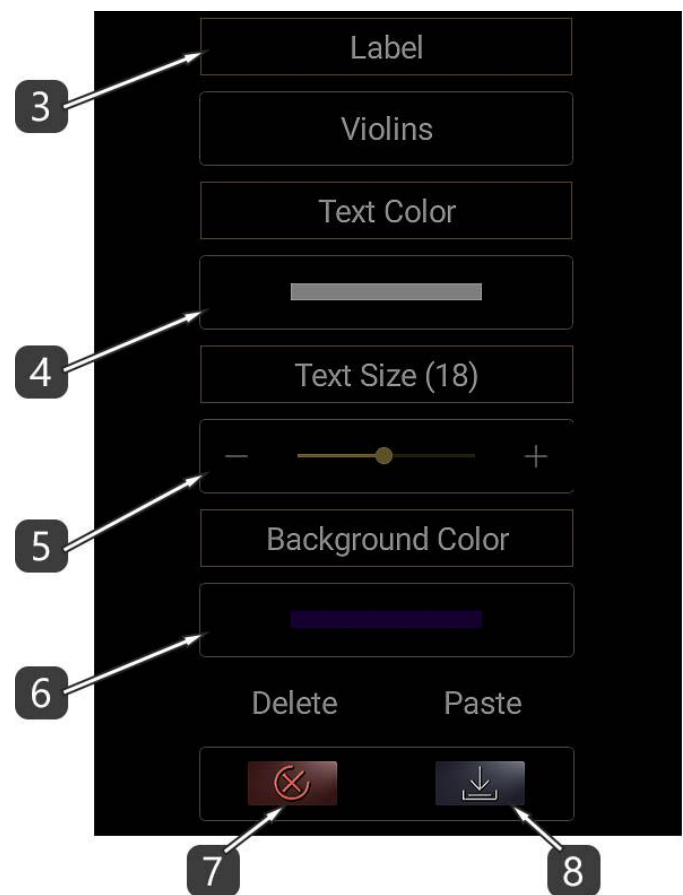 Label
3
Violins
Text Color
4
Text Size (18)
5
Background Color
6
Delete Paste
7 8